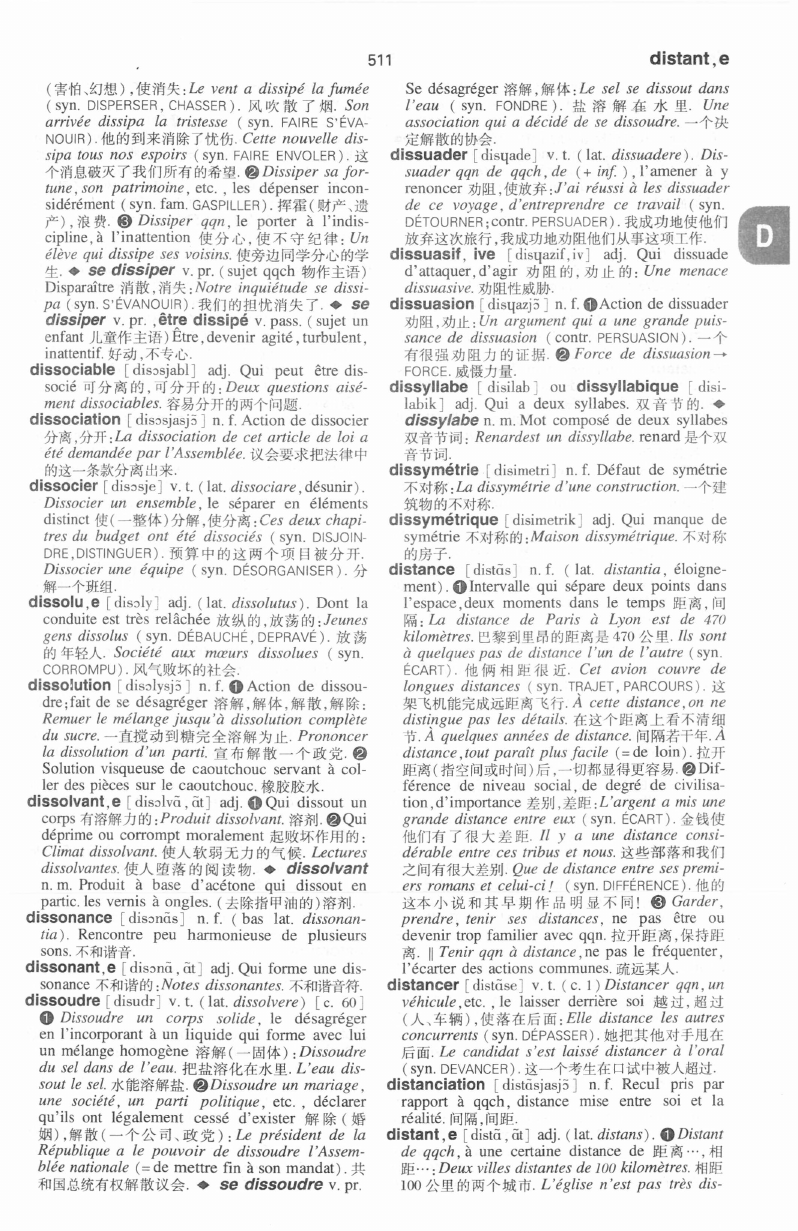 511
distant,e
(害怕、幻想),使消失:Le vent a dissipé la fumée
(syn. DISPERSER, CHASSER). 风吹散了烟. Son
arrivée dissipa la tristesse (syn. FAIRE S'ÉVA-
NOUIR). 他的到来消除了忧伤. Cette nouvelle dis-
sipa tous nos espoirs (syn. FAIRE ENVOLER). 这
个消息破灭了我们所有的希望. ❷ Dissiper sa for-
tune, son patrimoine, etc., les dépenser incon-
sidérément (syn. fam. GASPILLER). 挥霍(财产、遗
产),浪费. ❸ Dissiper qqn, le porter à l'indis-
cipline,à l'inattention 使分心,使不守纪律: Un
élève qui dissipe ses voisins. 使旁边同学分心的学
生. ◆ se dissiper v. pr. (sujet qqch 物作主语)
Disparaître 消散,消失:Notre inquiétude se dissi-
pa (syn. S'ÉVANOUIR). 我们的担忧消失了. ◆ se
dissiper v. pr. ,être dissipé v. pass. (sujet un
enfant 儿童作主语) Être,devenir agité,turbulent,
inattentif. 好动,不专心.
dissociable [disɔsjabl] adj. Qui peut être dis-
socié 可分离的,可分开的: Deux questions aisé-
ment dissociables. 容易分开的两个问题.
dissociation [disɔsjasjɔ̃] n. f. Action de dissocier
分离,分开:La dissociation de cet article de loi a
été demandée par l'Assemblée. 议会要求把法律中
的这一条款分离出来.
dissocier [disɔsje] v. t. (lat. dissociare, désunir).
Dissocier un ensemble, le séparer en éléments
distinct 使(一整体)分解,使分离:Ces deux chapi-
tres du budget ont été dissociés (syn. DISJOIN-
DRE,DISTINGUER). 预算中的这两个项目被分开.
Dissocier une équipe (syn. DÉSORGANISER). 分
解一个班组.
dissolu,e [disɔly] adj. (lat. dissolutus). Dont la
conduite est très relâchée 放纵的,放荡的:Jeunes
gens dissolus (syn. DÉBAUCHÉ, DEPRAVÉ). 放荡
的年轻人. Société aux mœurs dissolues (syn.
CORROMPU). 风气败坏的社会.
dissolution [disɔlysjɔ̃] n. f. ❶ Action de dissou-
dre;fait de se désagréger 溶解,解体,解散,解除:
Remuer le mélange jusqu'à dissolution complète
du sucre. 一直搅动到糖完全溶解为止. Prononcer
la dissolution d'un parti. 宣布解散一个政党. ❷
Solution visqueuse de caoutchouc servant à col-
ler des pièces sur le caoutchouc. 橡胶胶水.
dissolvant,e [disɔlvɑ̃,ɑ̃t] adj. ❶ Qui dissout un
corps 有溶解力的:Produit dissolvant. 溶剂. ❷ Qui
déprime ou corrompt moralement 起败坏作用的:
Climat dissolvant. 使人软弱无力的气候. Lectures
dissolvantes. 使人堕落的阅读物. ◆ dissolvant
n. m. Produit à base d'acétone qui dissout en
partic. les vernis à ongles. (去除指甲油的)溶剂.
dissonance [disɔnɑ̃s] n. f. (bas lat. dissonan-
tia). Rencontre peu harmonieuse de plusieurs
sons. 不和谐音.
dissonant,e [disɔnɑ̃,ɑ̃t] adj. Qui forme une dis-
sonance 不和谐的:Notes dissonantes. 不和谐音符.
dissoudre [disudr] v. t. (lat. dissolvere) [c. 60]
❶ Dissoudre un corps solide, le désagréger
en l'incorporant à un liquide qui forme avec lui
un mélange homogène 溶解(一固体):Dissoudre
du sel dans de l'eau. 把盐溶化在水里. L'eau dis-
sout le sel. 水能溶解盐. ❷ Dissoudre un mariage,
une société, un parti politique, etc., déclarer
qu'ils ont légalement cessé d'exister 解除(婚
姻),解散(一个公司、政党): Le président de la
République a le pouvoir de dissoudre l'Assem-
blée nationale (=de mettre fin à son mandat). 共
和国总统有权解散议会. ◆ se dissoudre v. pr.
Se désagréger 溶解,解体:Le sel se dissout dans
l'eau (syn. FONDRE). 盐溶解在水里. Une
association qui a décidé de se dissoudre. 一个决
定解散的协会.
dissuader [disɥade] v. t. (lat. dissuadere). Dis-
suader qqn de qqch, de (+ inf.), l'amener à y
renoncer 劝阻,使放弃:J'ai réussi à les dissuader
de ce voyage, d'entreprendre ce travail (syn.
DÉTOURNER;contr. PERSUADER). 我成功地使他们
放弃这次旅行,我成功地劝阻他们从事这项工作.
dissuasif, ive [disɥazif,iv] adj. Qui dissuade
d'attaquer,d'agir 劝阻的,劝止的: Une menace
dissuasive. 劝阻性威胁.
dissuasion [disɥazjɔ̃] n. f. ❶ Action de dissuader
劝阻,劝止:Un argument qui a une grande puis-
sance de dissuasion (contr. PERSUASION). 一个
有很强劝阻力的证据. ❷ Force de dissuasion→
FORCE. 威慑力量.
dissyllabe [disilab] ou dissyllabique [disi-
labik] adj. Qui a deux syllabes. 双音节的. ◆
dissylabe n. m. Mot composé de deux syllabes
双音节词: Renardest un dissyllabe. renard 是个双
音节词.
dissymétrie [disimetri] n. f. Défaut de symétrie
不对称:La dissymétrie d'une construction. 一个建
筑物的不对称.
dissymétrique [disimetrik] adj. Qui manque de
symétrie 不对称的:Maison dissymétrique. 不对称
的房子.
distance [distɑ̃s] n. f. (lat. distantia, éloigne-
ment). ❶ Intervalle qui sépare deux points dans
l'espace,deux moments dans le temps 距离,间
隔: La distance de Paris à Lyon est de 470
kilomètres. 巴黎到里昂的距离是 470 公里. Ils sont
à quelques pas de distance l'un de l'autre (syn.
ÉCART). 他俩相距很近. Cet avion couvre de
longues distances (syn. TRAJET, PARCOURS). 这
架飞机能完成远距离飞行. À cette distance, on ne
distingue pas les détails. 在这个距离上看不清细
节. À quelques années de distance. 间隔若干年. À
distance,tout paraît plus facile (=de loin). 拉开
距离(指空间或时间)后,一切都显得更容易. ❷ Dif-
férence de niveau social, de degré de civilisa-
tion,d'importance 差别,差距:L'argent a mis une
grande distance entre eux (syn. ÉCART). 金钱使
他们有了很大差距. Il y a une distance consi-
dérable entre ces tribus et nous. 这些部落和我们
之间有很大差别. Que de distance entre ses premi-
ers romans et celui-ci! (syn. DIFFÉRENCE). 他的
这本小说和其早期作品明显不同! ❸ Garder,
prendre, tenir ses distances, ne pas être ou
devenir trop familier avec qqn. 拉开距离,保持距
离. ‖ Tenir qqn à distance,ne pas le fréquenter,
l'écarter des actions communes. 疏远某人.
distancer [distɑ̃se] v. t. (c. 1) Distancer qqn, un
véhicule,etc., le laisser derrière soi 越过,超过
(人、车辆),使落在后面:Elle distance les autres
concurrents (syn. DÉPASSER). 她把其他对手甩在
后面. Le candidat s'est laissé distancer à l'oral
(syn. DEVANCER). 这一个考生在口试中被人超过.
distanciation [distɑ̃sjasjɔ̃] n. f. Recul pris par
rapport à qqch, distance mise entre soi et la
réalité. 间隔,间距.
distant,e [distɑ̃,ɑ̃t] adj. (lat. distans). ❶ Distant
de qqch, à une certaine distance de 距离…,相
距…:Deux villes distantes de 100 kilomètres. 相距
100 公里的两个城市. L'église n'est pas très dis-
D